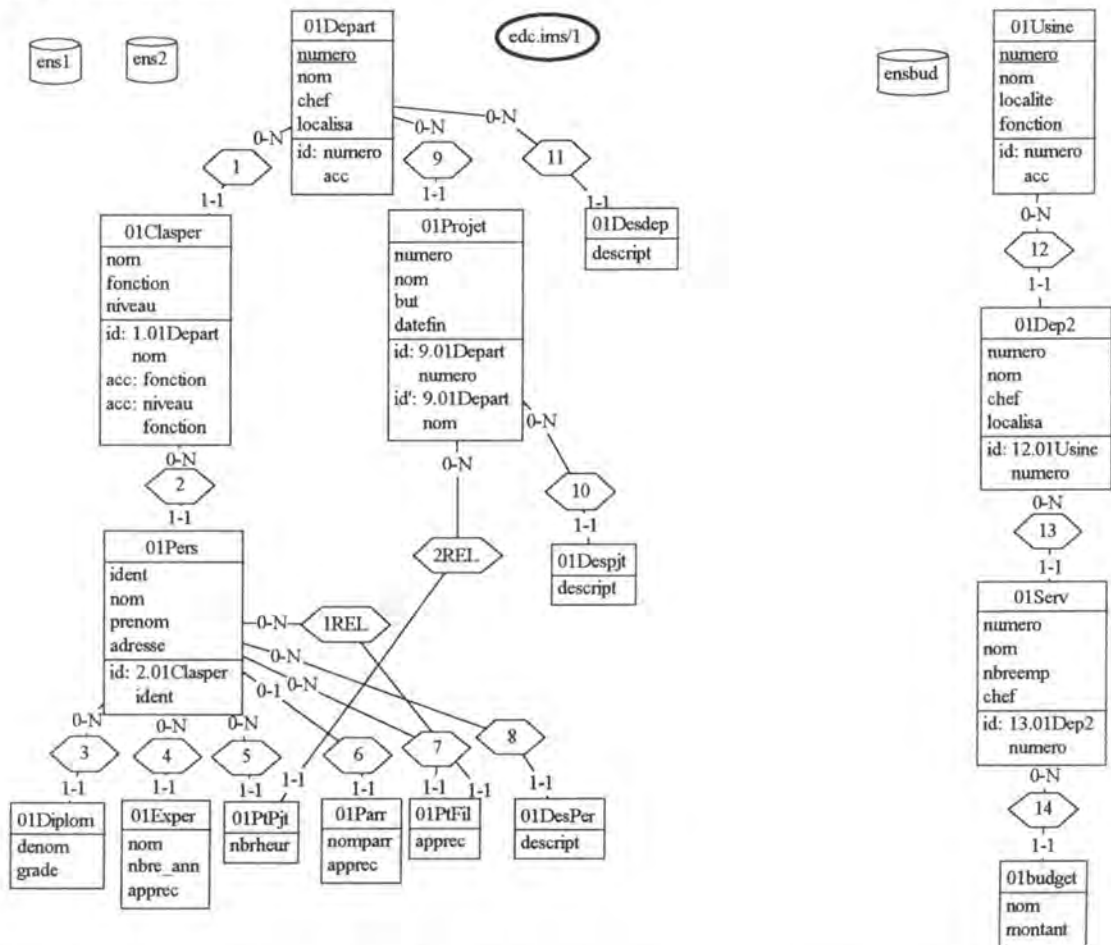 01Depart
numero
nom
chef
localisa
id: numero
acc
ens1
ens2
edc.ims/1
ensbud
01Usine
numero
nom
localite
fonction
id: numero
acc
0-N
1
1-1
0-N
9
1-1
0-N
11
1-1
0-N
12
1-1
01Clasper
nom
fonction
niveau
id: 1.01Depart
nom
acc: fonction
acc: niveau
fonction
01Projet
numero
nom
but
datefin
id: 9.01Depart
numero
id': 9.01Depart
nom
01Desdep
descript
01Dep2
numero
nom
chef
localisa
id: 12.01Usine
numero
0-N
2
1-1
0-N
2REL
1-1
0-N
10
1-1
01Despjt
descript
0-N
13
1-1
01Pers
ident
nom
prenom
adresse
id: 2.01Clasper
ident
0-N
1REL
1-1
01Serv
numero
nom
nbreemp
chef
id: 13.01Dep2
numero
0-N
3
1-1
0-N
4
1-1
0-N
5
1-1
0-1
6
1-1
0-N
7
1-1
0-N
8
1-1
0-N
14
1-1
01Diplom
denom
grade
01Exper
nom
nbre_ann
apprec
01PtPjt
nbrheur
01Parr
nomparr
apprec
01PtFil
apprec
01DesPer
descript
01budget
nom
montant